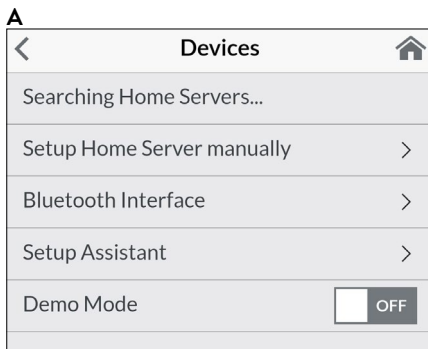 A
Devices
Searching Home Servers...
Setup Home Server manually
Bluetooth Interface
Setup Assistant
Demo Mode OFF